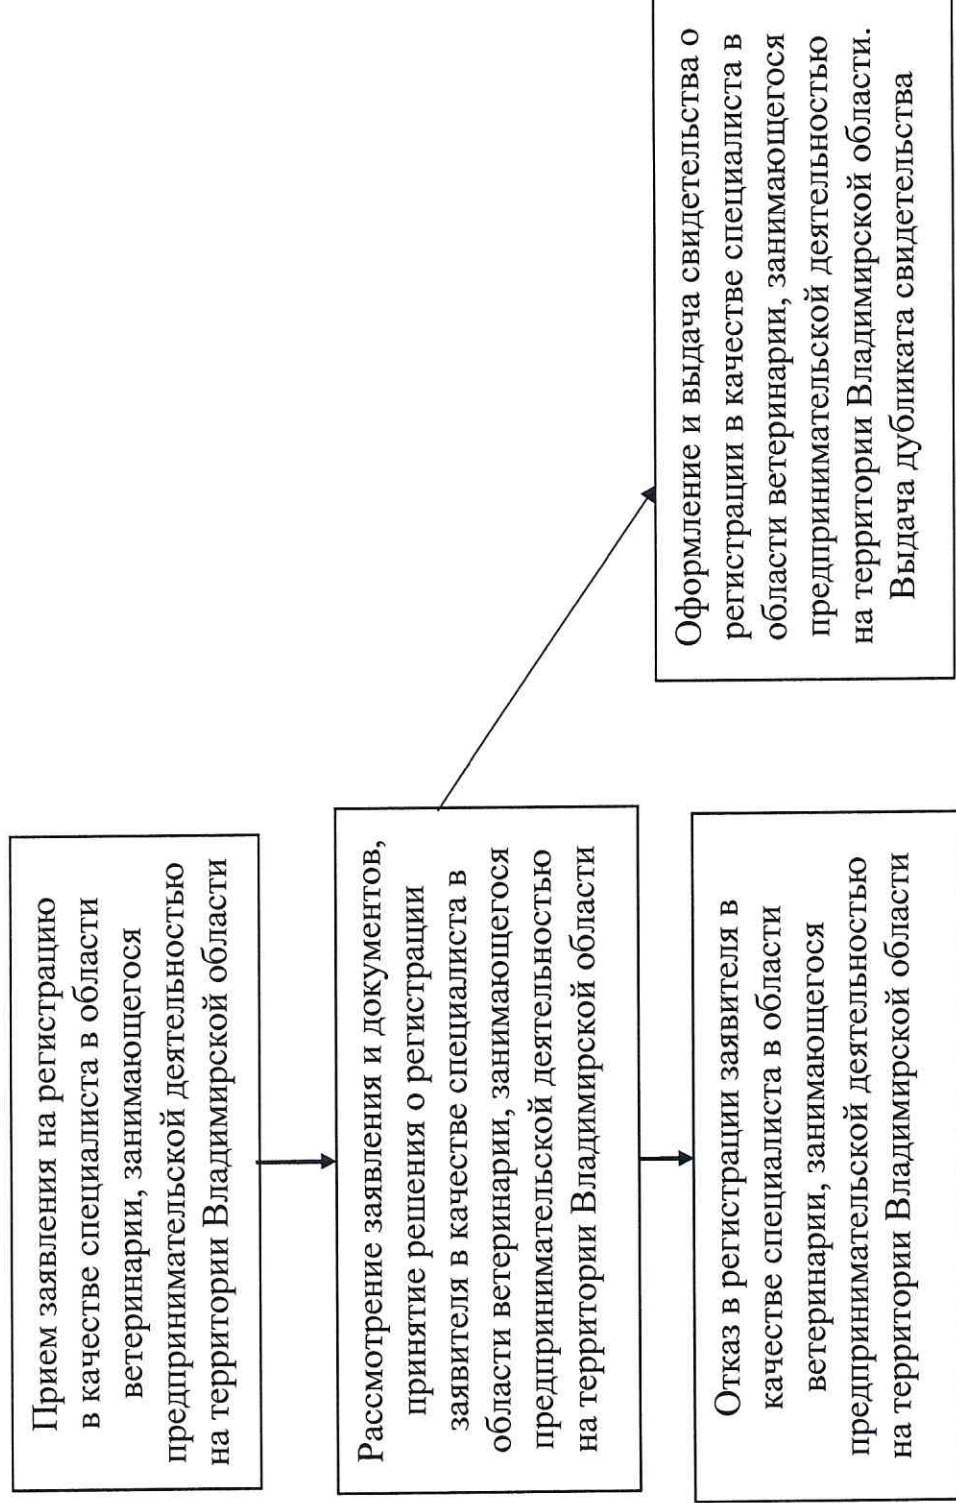 Прием заявления на регистрацию
в качестве специалиста в области
ветеринарии, занимающегося
предпринимательской деятельностью
на территории Владимирской области
Рассмотрение заявления и документов,
принятие решения о регистрации
заявителя в качестве специалиста в
области ветеринарии, занимающегося
предпринимательской деятельностью
на территории Владимирской области
Отказ в регистрации заявителя в
качестве специалиста в области
ветеринарии, занимающегося
предпринимательской деятельностью
на территории Владимирской области
Оформление и выдача свидетельства о
регистрации в качестве специалиста в
области ветеринарии, занимающегося
предпринимательской деятельностью
на территории Владимирской области.
Выдача дубликата свидетельства